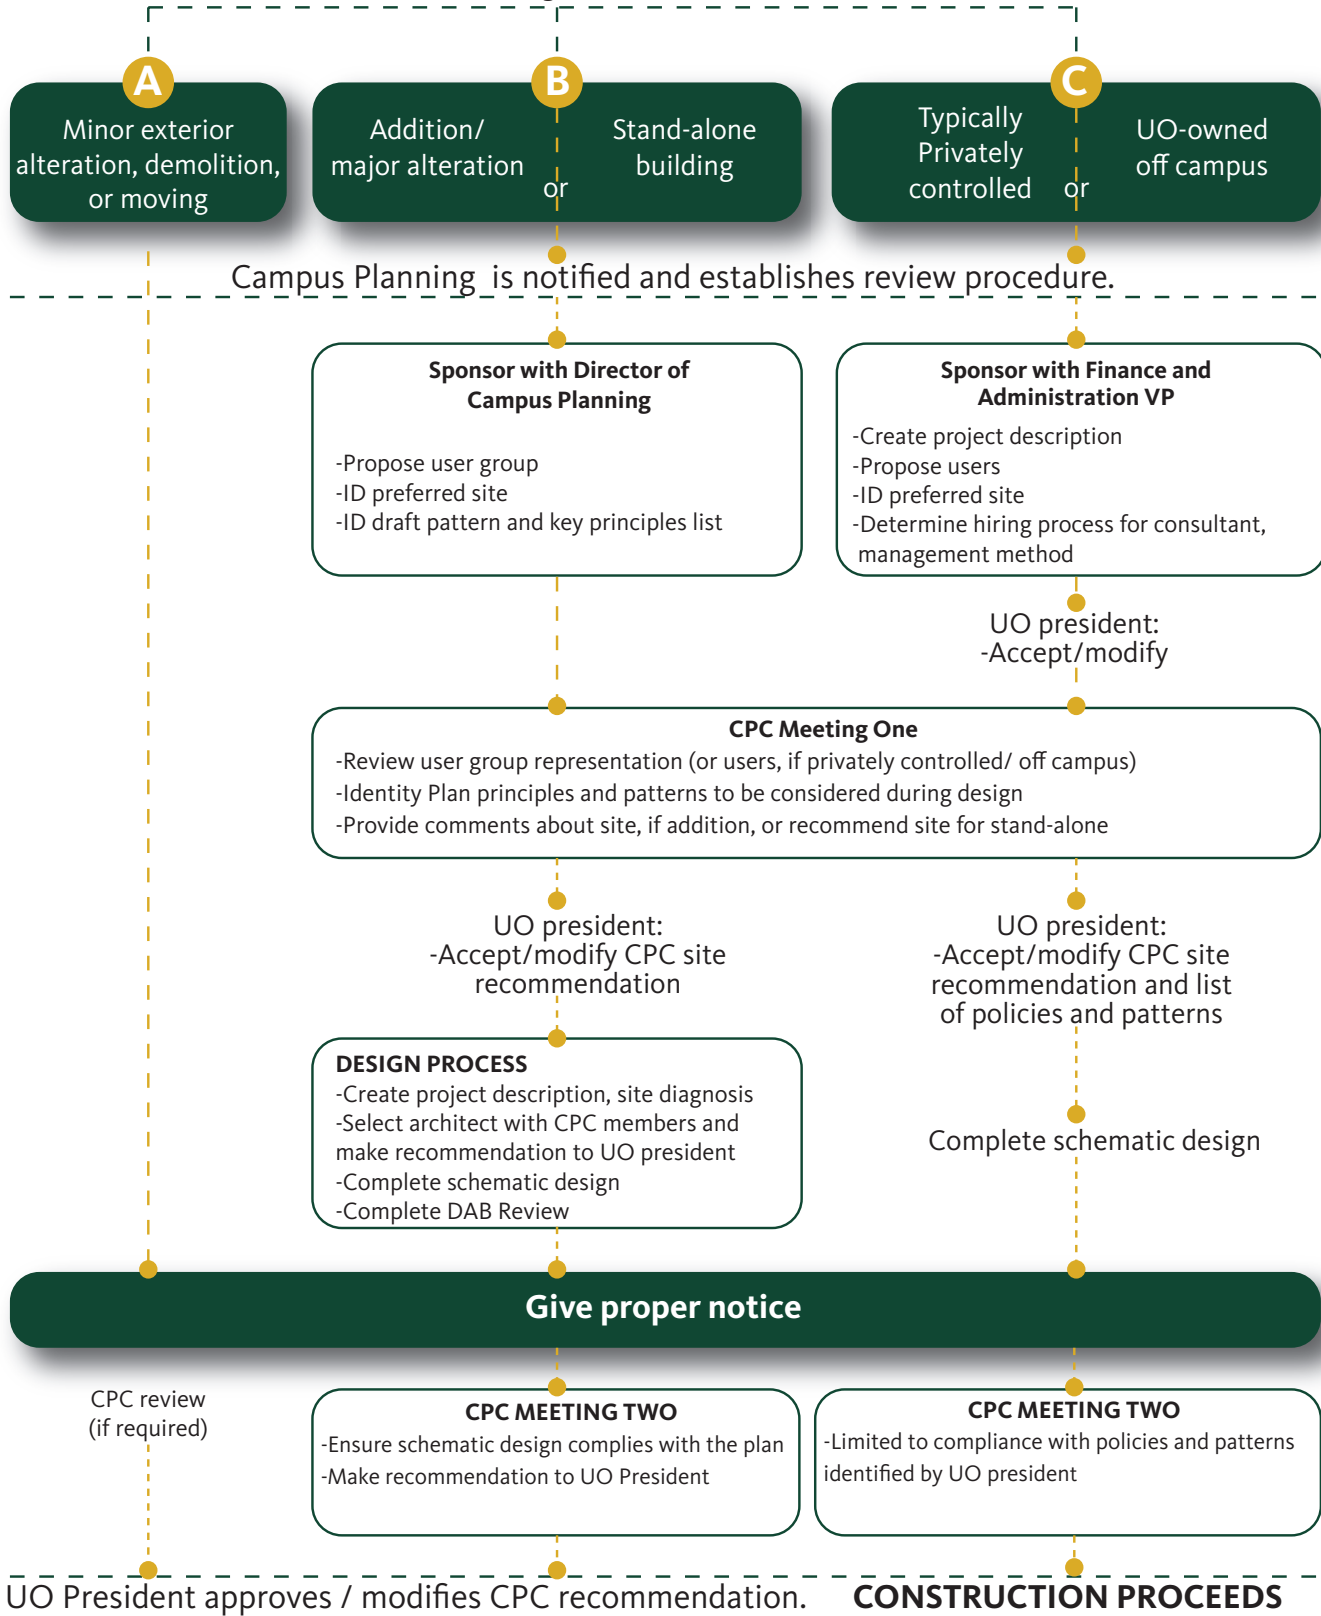 A
Minor exterior
alteration, demolition,
or moving
B
Addition/
major alteration
or
Stand-alone
building
C
Typically
Privately
controlled
or
UO-owned
off campus
Campus Planning  is notified and establishes review procedure.
Sponsor with Director of
Campus Planning
-Propose user group
-ID preferred site
-ID draft pattern and key principles list
Sponsor with Finance and
Administration VP
-Create project description
-Propose users
-ID preferred site
-Determine hiring process for consultant,
management method
UO president:
-Accept/modify
CPC Meeting One
-Review user group representation (or users, if privately controlled/ off campus)
-Identity Plan principles and patterns to be considered during design
-Provide comments about site, if addition, or recommend site for stand-alone
UO president:
-Accept/modify CPC site
recommendation
UO president:
-Accept/modify CPC site
recommendation and list
of policies and patterns
DESIGN PROCESS
-Create project description, site diagnosis
-Select architect with CPC members and
make recommendation to UO president
-Complete schematic design
-Complete DAB Review
Complete schematic design
Give proper notice
CPC review
(if required)
CPC MEETING TWO
-Ensure schematic design complies with the plan
-Make recommendation to UO President
CPC MEETING TWO
-Limited to compliance with policies and patterns
identified by UO president
UO President approves / modifies CPC recommendation.
CONSTRUCTION PROCEEDS